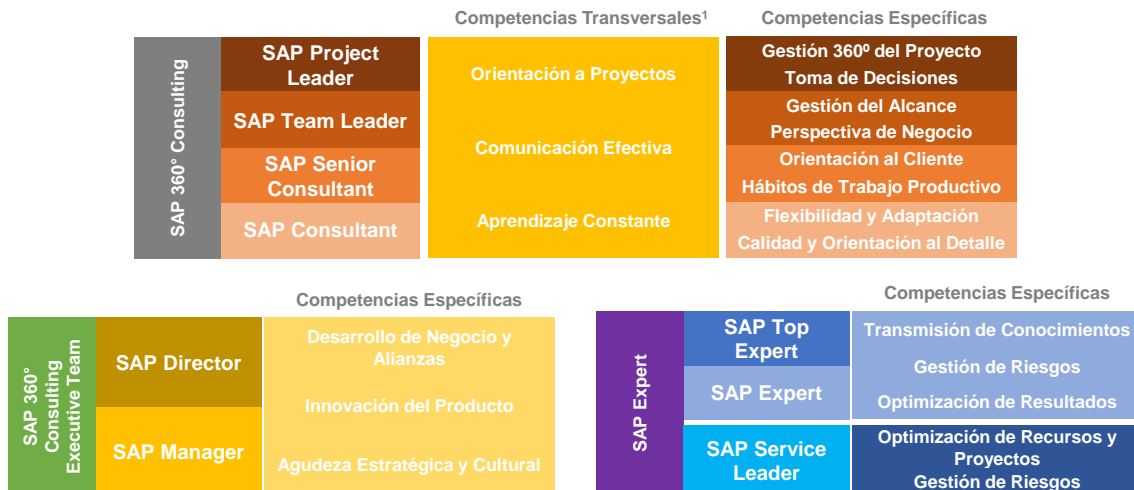 Competencias Transversales¹
Competencias Específicas
SAP 360° Consulting
SAP Project
Leader
SAP Team Leader
SAP Senior
Consultant
SAP Consultant
Orientación a Proyectos
Comunicación Efectiva
Aprendizaje Constante
Gestión 360º del Proyecto
Toma de Decisiones
Gestión del Alcance
Perspectiva de Negocio
Orientación al Cliente
Hábitos de Trabajo Productivo
Flexibilidad y Adaptación
Calidad y Orientación al Detalle
Competencias Específicas
SAP 360°
Consulting
Executive Team
SAP Director
SAP Manager
Desarrollo de Negocio y
Alianzas
Innovación del Producto
Agudeza Estratégica y Cultural
Competencias Específicas
SAP Expert
SAP Top
Expert
SAP Expert
SAP Service
Leader
Transmisión de Conocimientos
Gestión de Riesgos
Optimización de Resultados
Optimización de Recursos y
Proyectos
Gestión de Riesgos